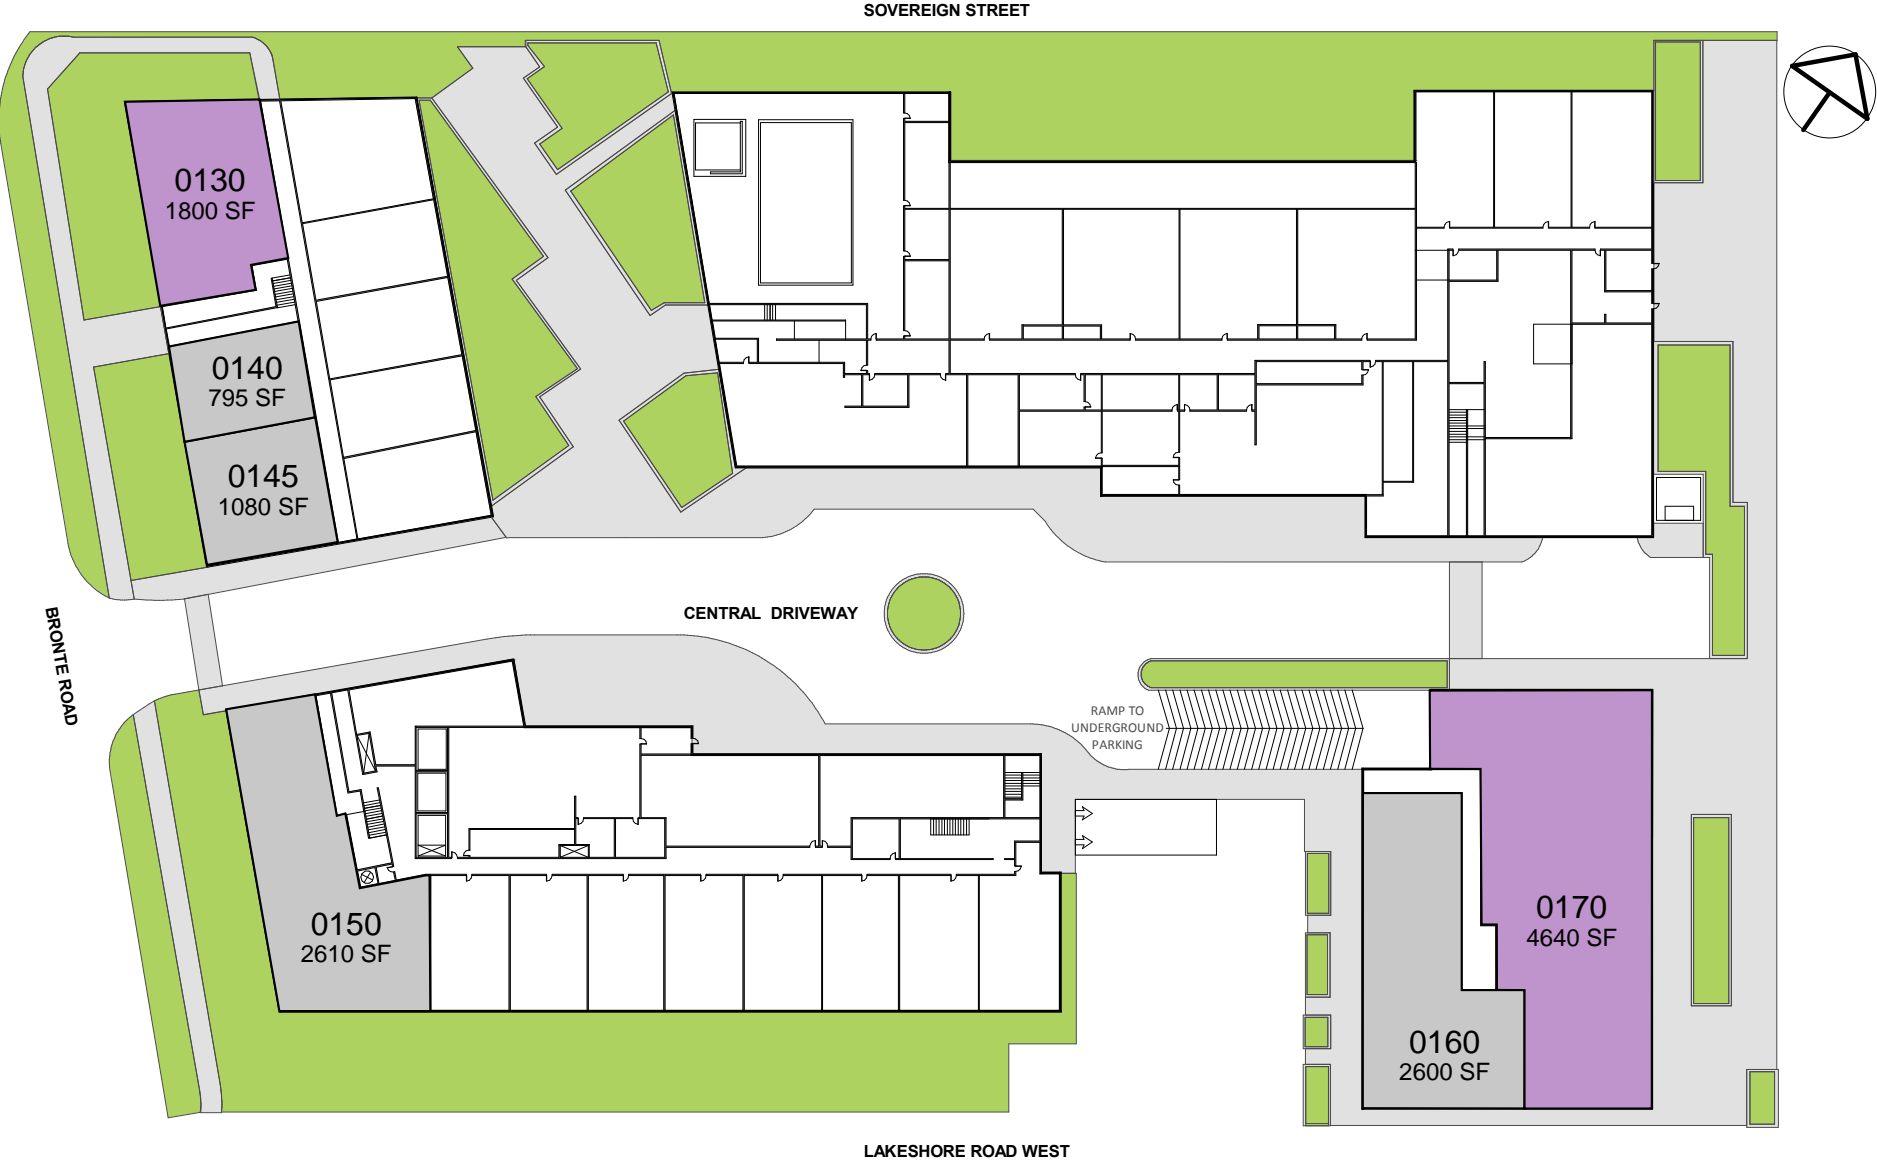 SOVEREIGN STREET
0130
1800 SF
0140
795 SF
0145
1080 SF
CENTRAL DRIVEWAY
BRONTE ROAD
RAMP TO
UNDERGROUND
PARKING
0150
2610 SF
0170
4640 SF
0160
2600 SF
LAKESHORE ROAD WEST